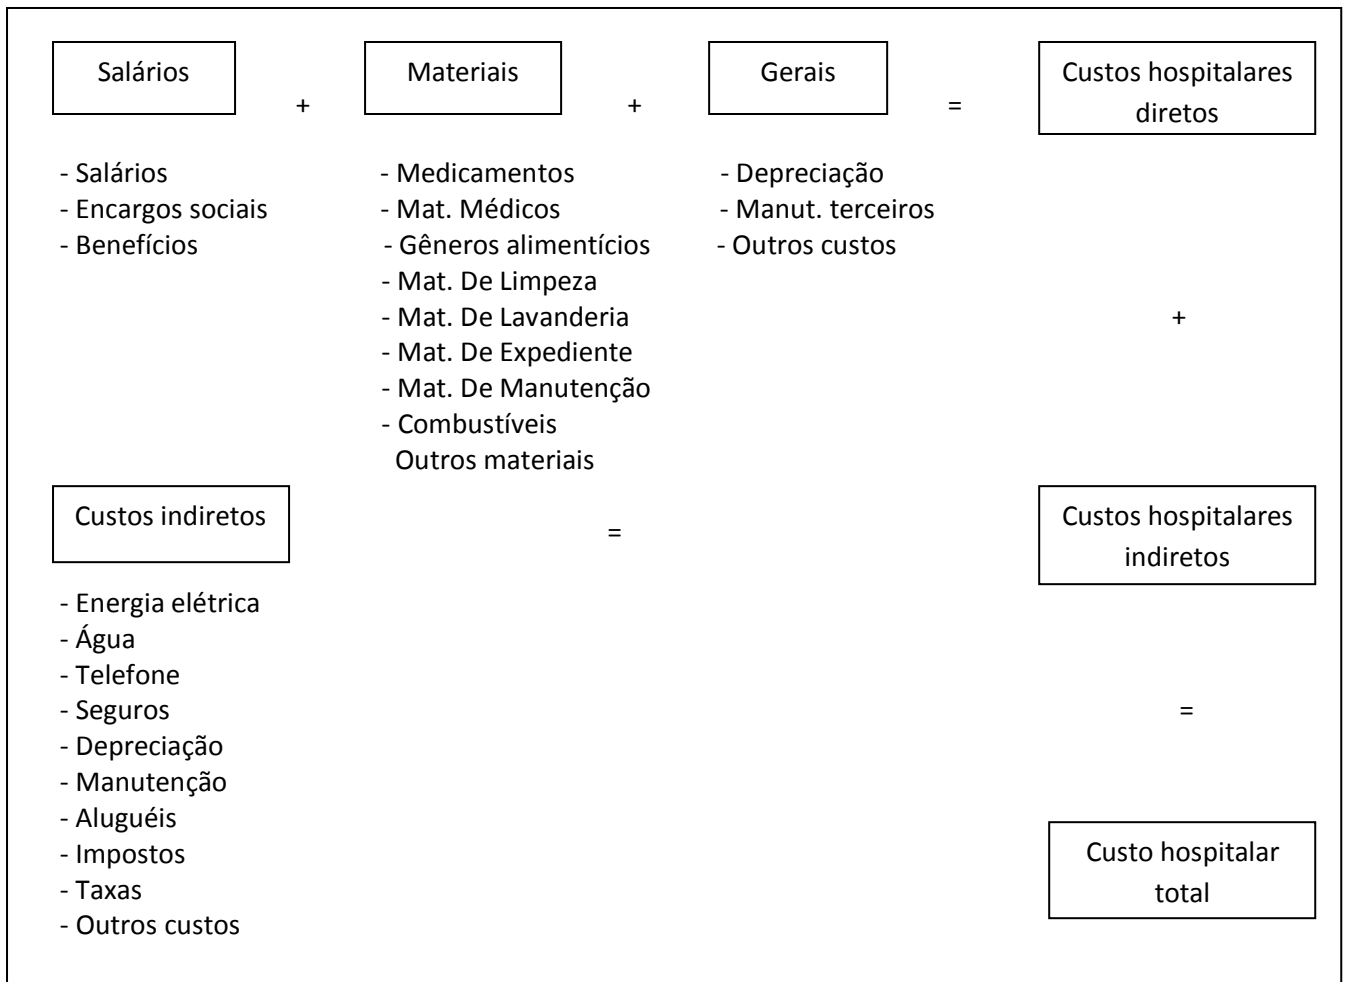 Salários
+
Materiais
+
Gerais
=
Custos hospitalares
diretos
- Salários
- Encargos sociais
- Benefícios
- Medicamentos
- Mat. Médicos
- Gêneros alimentícios
- Mat. De Limpeza
- Mat. De Lavanderia
- Mat. De Expediente
- Mat. De Manutenção
- Combustíveis
Outros materiais
- Depreciação
- Manut. terceiros
- Outros custos
+
Custos indiretos
=
Custos hospitalares
indiretos
- Energia elétrica
- Água
- Telefone
- Seguros
- Depreciação
- Manutenção
- Aluguéis
- Impostos
- Taxas
- Outros custos
=
Custo hospitalar
total